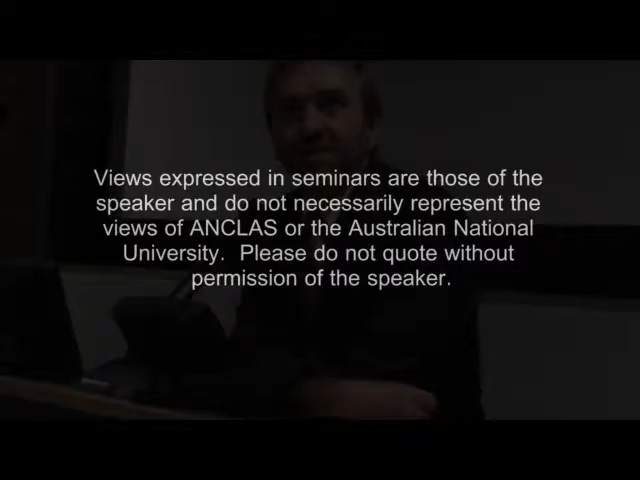 Views expressed in seminars are those of the
speaker and do not necessarily represent the
views of ANCLAS or the Australian National
University.  Please do not quote without
permission of the speaker.